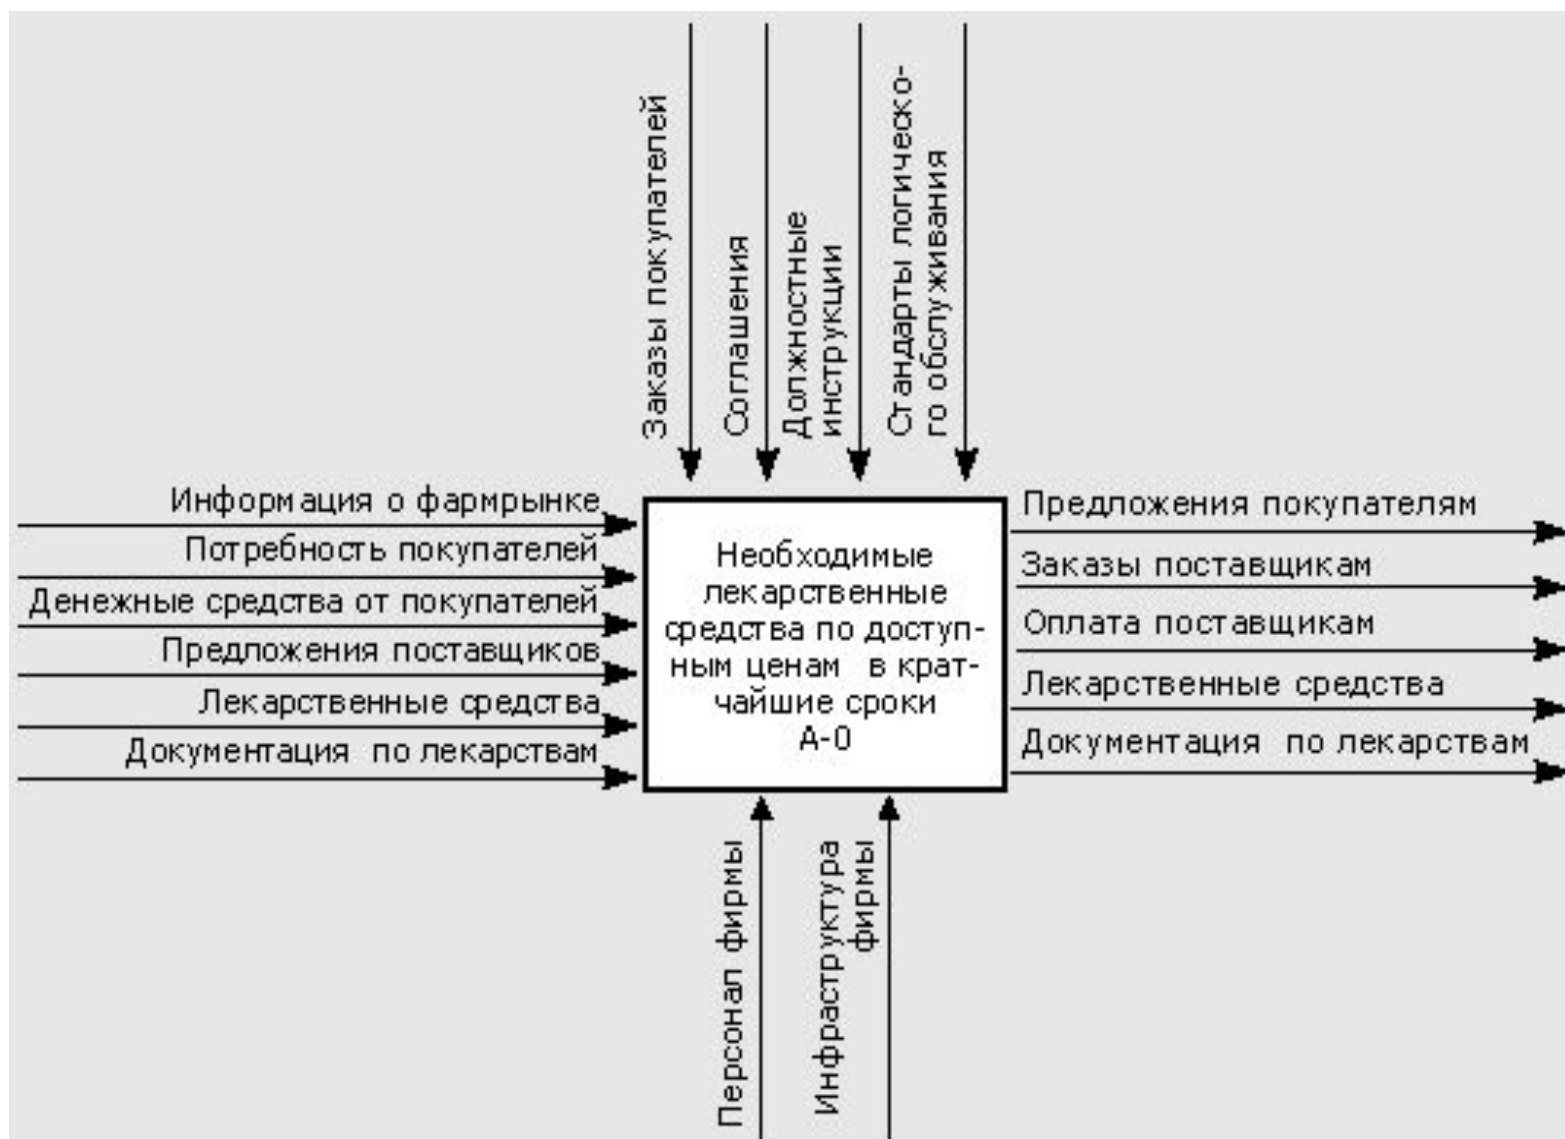 Заказы покупателей
Соглашения
Должностные
инструкции
Стандарты логическо-
го обслуживания
Информация о фармрынке
Потребность покупателей
Денежные средства от покупателей
Предложения поставщиков
Лекарственные средства
Документация по лекарствам
Необходимые
лекарственные
средства по доступ-
ным ценам в крат-
чайшие сроки
А-0
Предложения покупателям
Заказы поставщикам
Оплата поставщикам
Лекарственные средства
Документация по лекарствам
Персонал фирмы
Инфраструктура
фирмы